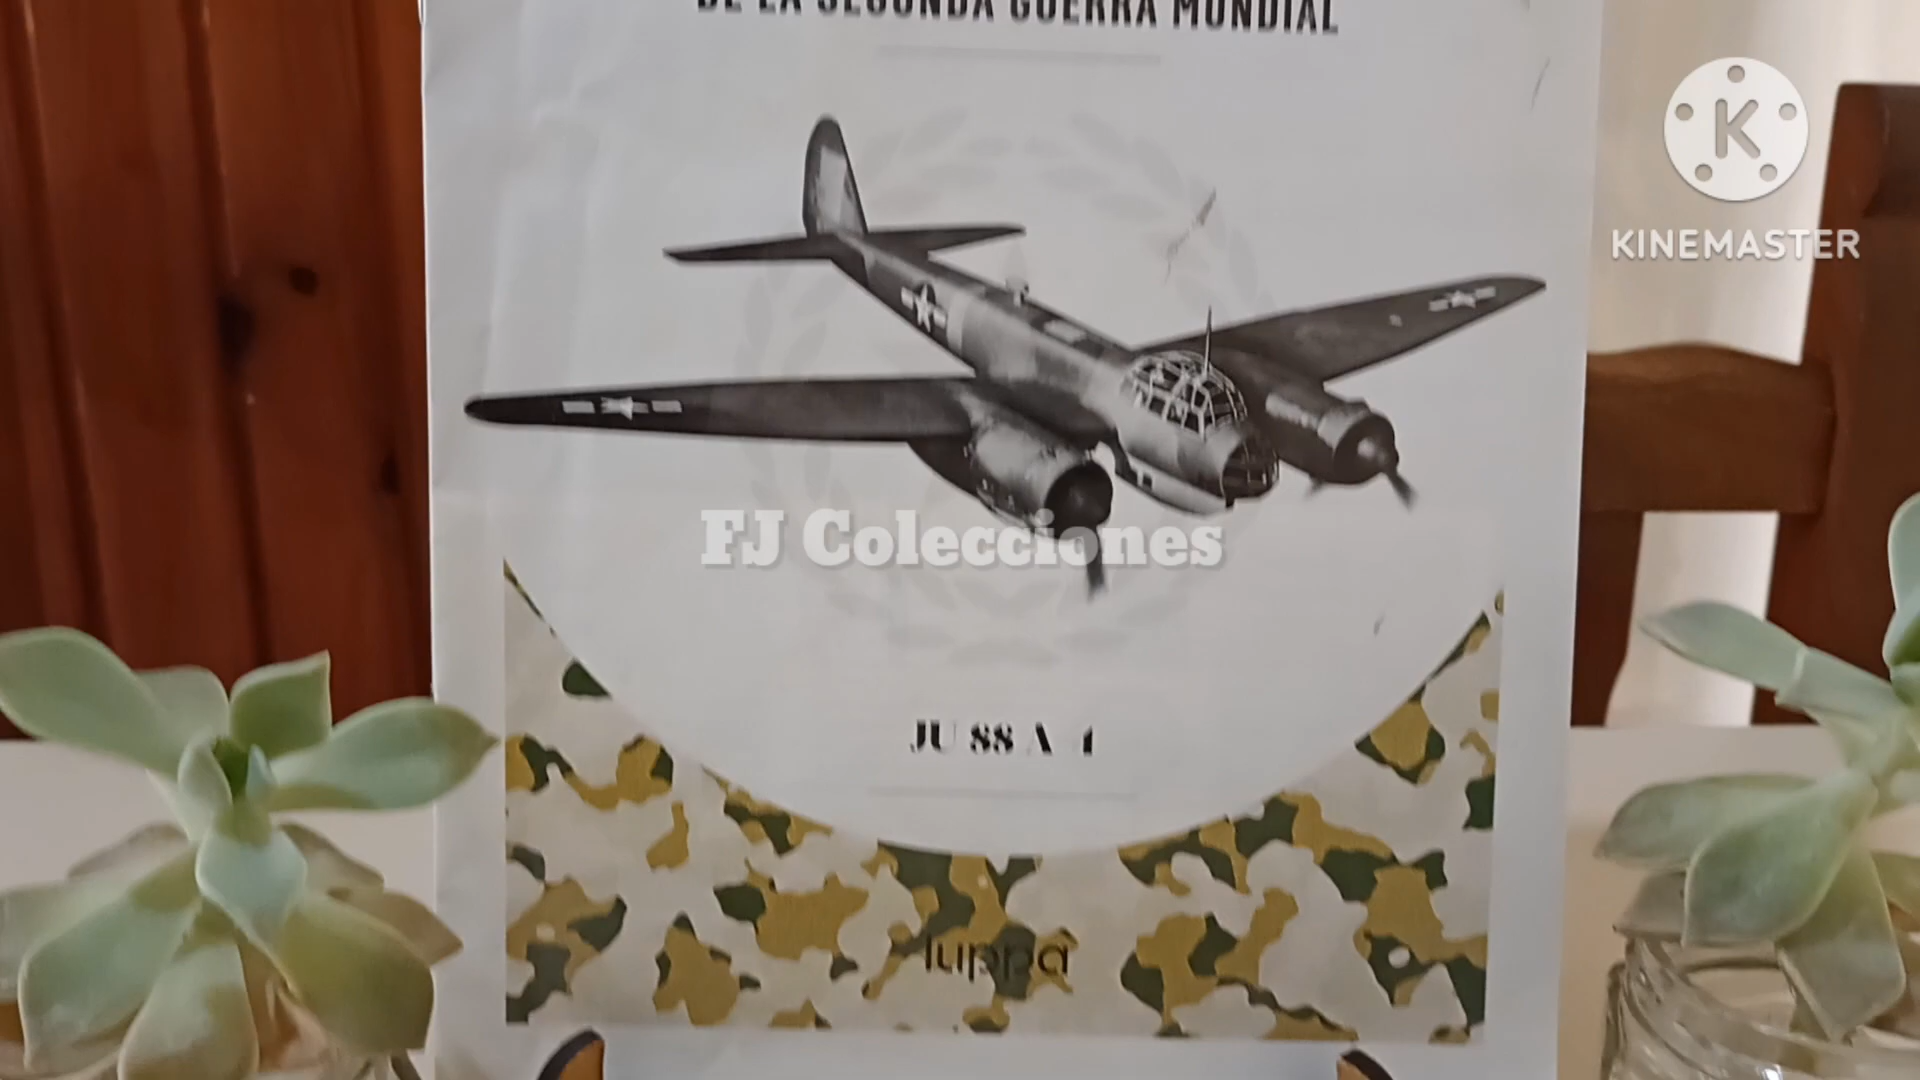 DE LA SEGUNDA GUERRA MUNDIAL
K
KINEMASTER
FJ Colecciones
JU 88 A-4
luppa